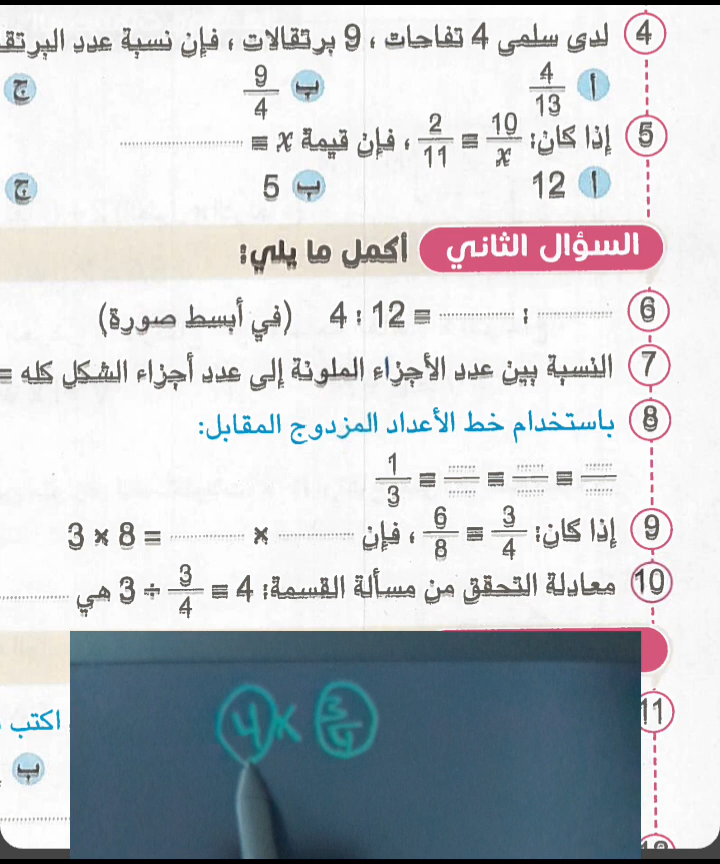 4 لدى سلمى 4 تفاحات ، 9 برتقالات ، فإن نسبة عدد
أ 4/13 ب 9/4 ج
5 إذا كان: 10/x = 2/11 ، فإن قيمة x = ..........
أ 12 ب 5 ج
السؤال الثاني أكمل ما يلي:
6 .......... : .......... = 12 : 4 (في أبسط صورة)
7 النسبة بين عدد الأجزاء الملونة إلى عدد أجزاء الشكل كله =
8 باستخدام خط الأعداد المزدوج المقابل:
...... = ...... = ...... = 1/3
9 إذا كان: 3/4 = 6/8 ، فإن .......... × .......... = 8 × 3
10 معادلة التحقق من مسألة القسمة: 4 = 3/4 ÷ 3 هي ..........
4 × 3/4
11 اكتب
ب